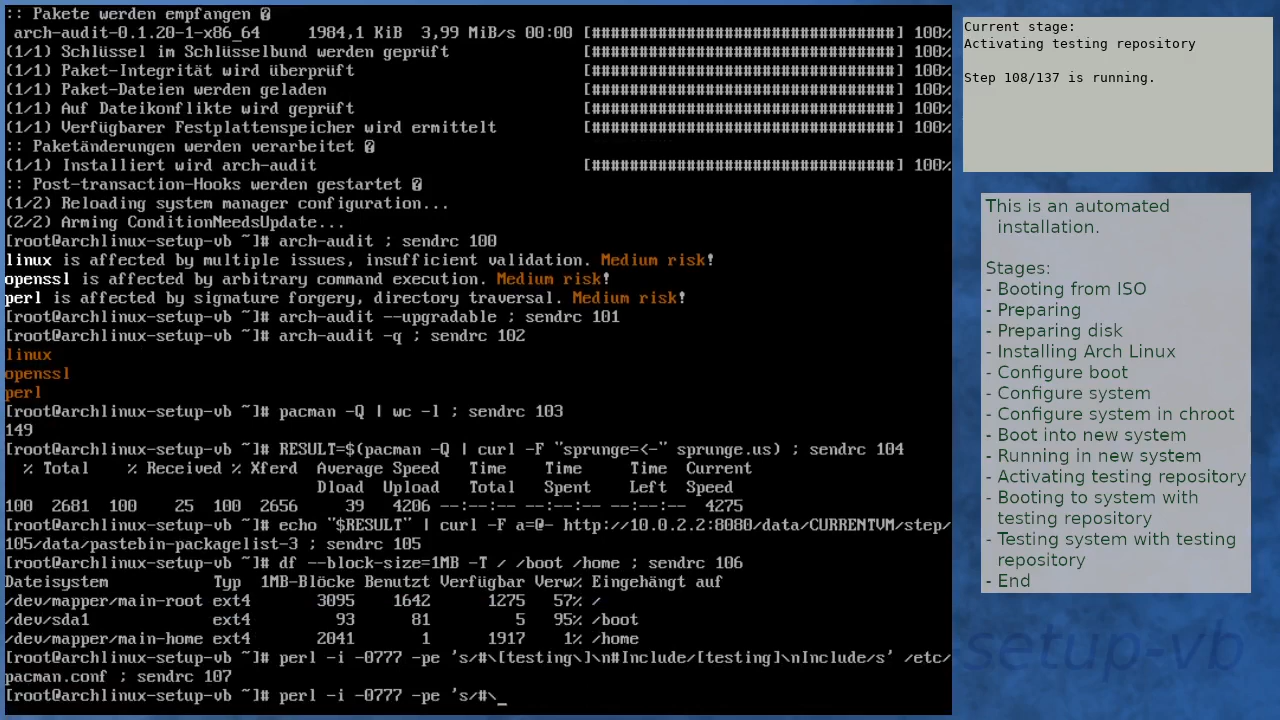 :: Pakete werden empfangen �
arch-audit-0.1.20-1-x86_64 1984,1 KiB 3,99 MiB/s 00:00 [################################] 100%
(1/1) Schlüssel im Schlüsselbund werden geprüft [################################] 100%
(1/1) Paket-Integrität wird überprüft [################################] 100%
(1/1) Paket-Dateien werden geladen [################################] 100%
(1/1) Auf Dateikonflikte wird geprüft [################################] 100%
(1/1) Verfügbarer Festplattenspeicher wird ermittelt [################################] 100%
:: Paketänderungen werden verarbeitet �
(1/1) Installiert wird arch-audit [################################] 100%
:: Post-transaction-Hooks werden gestartet �
(1/2) Reloading system manager configuration...
(2/2) Arming ConditionNeedsUpdate...
[root@archlinux-setup-vb ~]# arch-audit ; sendrc 100
linux is affected by multiple issues, insufficient validation. Medium risk!
openssl is affected by arbitrary command execution. Medium risk!
perl is affected by signature forgery, directory traversal. Medium risk!
[root@archlinux-setup-vb ~]# arch-audit --upgradable ; sendrc 101
[root@archlinux-setup-vb ~]# arch-audit -q ; sendrc 102
linux
openssl
perl
[root@archlinux-setup-vb ~]# pacman -Q | wc -l ; sendrc 103
149
[root@archlinux-setup-vb ~]# RESULT=$(pacman -Q | curl -F "sprunge=<-" sprunge.us) ; sendrc 104
% Total % Received % Xferd Average Speed Time Time Time Current
Dload Upload Total Spent Left Speed
100 2681 100 25 100 2656 39 4206 --:--:-- --:--:-- --:--:-- 4275
[root@archlinux-setup-vb ~]# echo "$RESULT" | curl -F a=@- http://10.0.2.2:8080/data/CURRENTVM/step/
105/data/pastebin-packagelist-3 ; sendrc 105
[root@archlinux-setup-vb ~]# df --block-size=1MB -T / /boot /home ; sendrc 106
Dateisystem Typ 1MB-Blöcke Benutzt Verfügbar Verw% Eingehängt auf
/dev/mapper/main-root ext4 3095 1642 1275 57% /
/dev/sda1 ext4 93 81 5 95% /boot
/dev/mapper/main-home ext4 2041 1 1917 1% /home
[root@archlinux-setup-vb ~]# perl -i -0777 -pe 's/#\[testing\]\n#Include/[testing]\nInclude/s' /etc/
pacman.conf ; sendrc 107
[root@archlinux-setup-vb ~]# perl -i -0777 -pe 's/#\_
Current stage:
Activating testing repository
Step 108/137 is running.
This is an automated
installation.
Stages:
- Booting from ISO
- Preparing
- Preparing disk
- Installing Arch Linux
- Configure boot
- Configure system
- Configure system in chroot
- Boot into new system
- Running in new system
- Activating testing repository
- Booting to system with
testing repository
- Testing system with testing
repository
- End
setup-vb